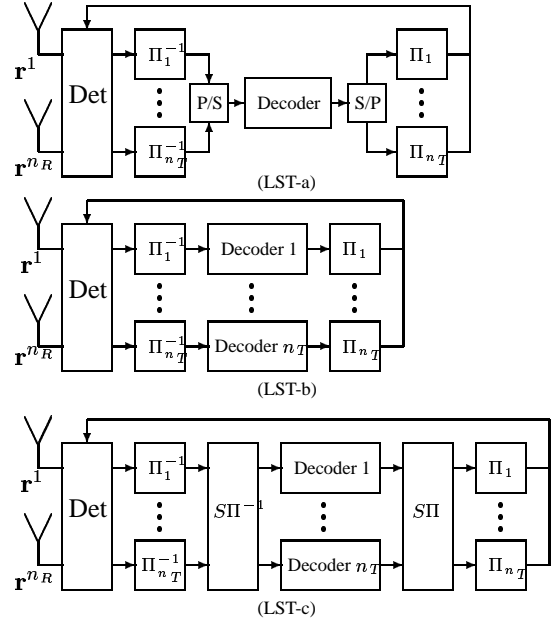 r^1 Det Π_1^{-1} P/S Decoder S/P Π_1
r^{n_R} Π_{n_T}^{-1} Π_{n_T}
(LST-a)
r^1 Det Π_1^{-1} Decoder 1 Π_1
r^{n_R} Π_{n_T}^{-1} Decoder n_T Π_{n_T}
(LST-b)
r^1 Det Π_1^{-1} SΠ^{-1} Decoder 1 SΠ Π_1
r^{n_R} Π_{n_T}^{-1} Decoder n_T Π_{n_T}
(LST-c)